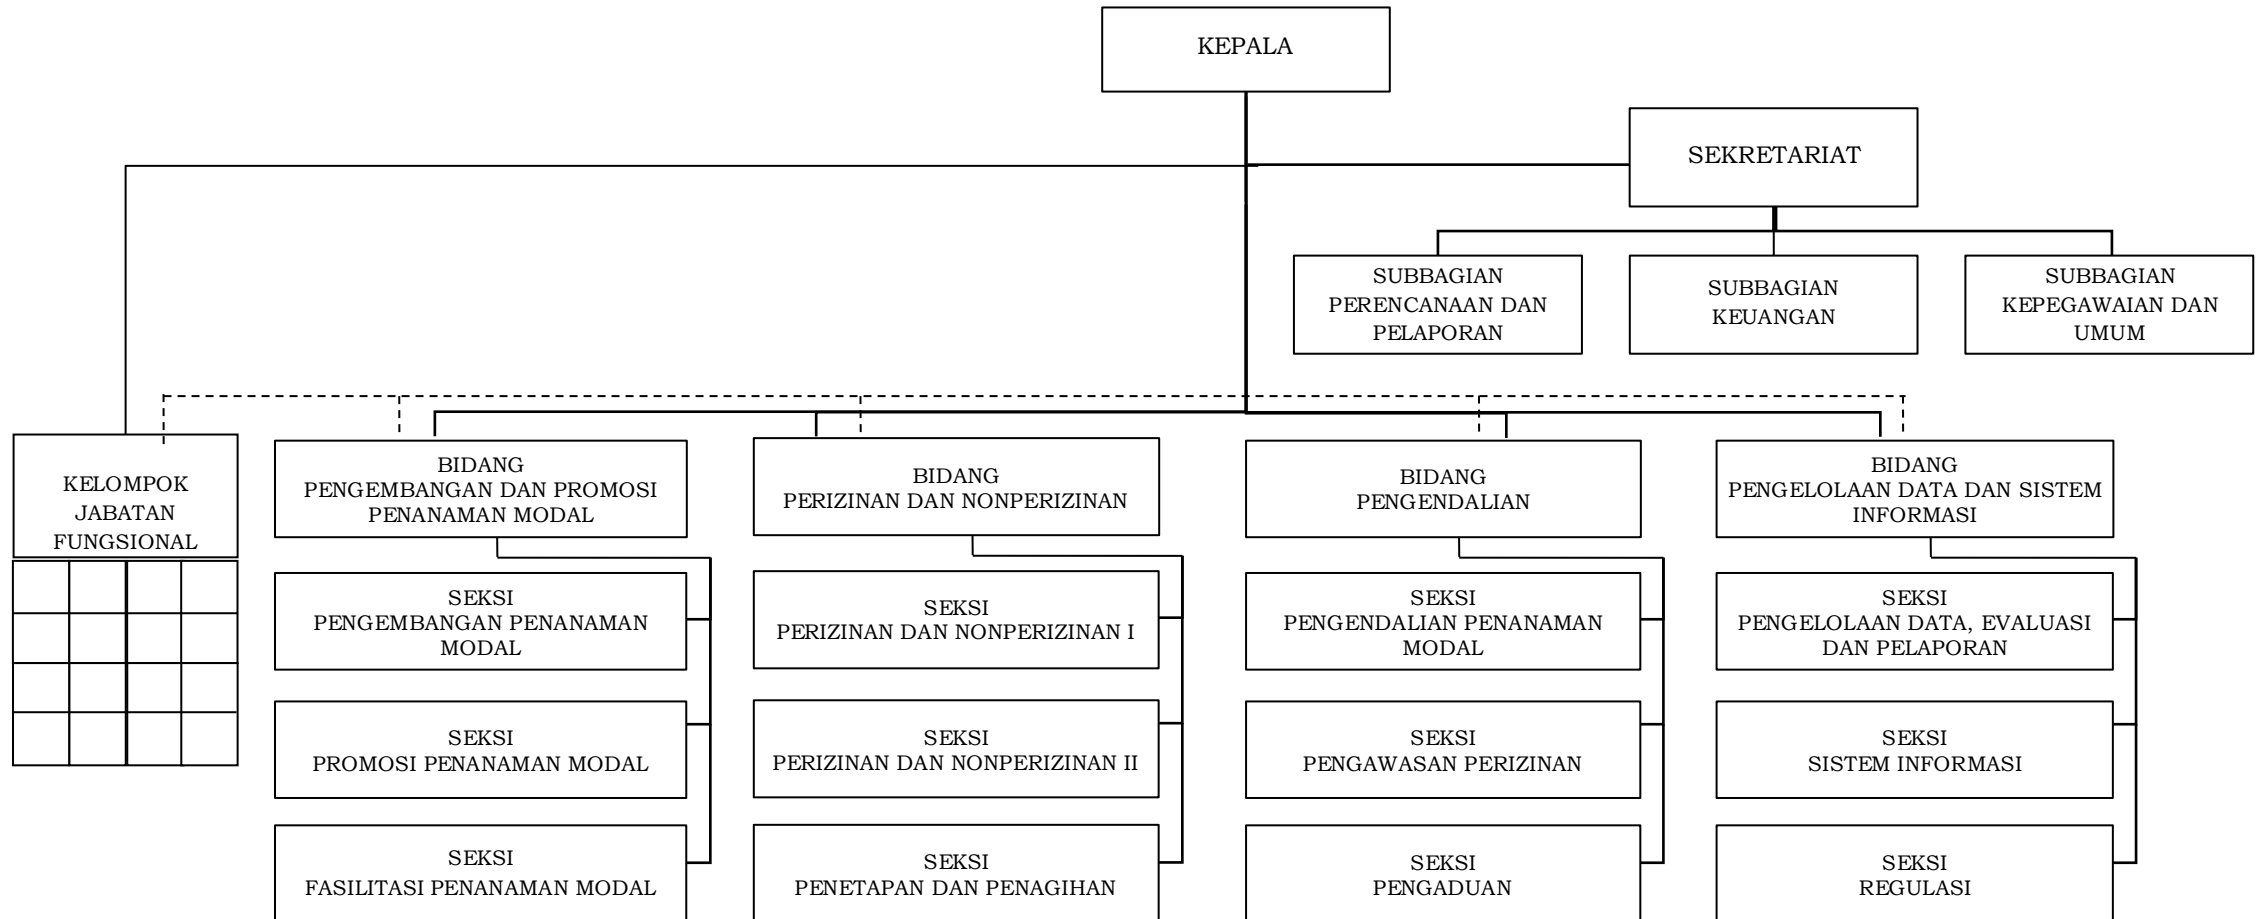 KEPALA
SEKRETARIAT
SUBBAGIAN
PERENCANAAN DAN
PELAPORAN
SUBBAGIAN
KEUANGAN
SUBBAGIAN
KEPEGAWAIAN DAN
UMUM
KELOMPOK
JABATAN
FUNGSIONAL
BIDANG
PENGEMBANGAN DAN PROMOSI
PENANAMAN MODAL
SEKSI
PENGEMBANGAN PENANAMAN
MODAL
SEKSI
PROMOSI PENANAMAN MODAL
SEKSI
FASILITASI PENANAMAN MODAL
BIDANG
PERIZINAN DAN NONPERIZINAN
SEKSI
PERIZINAN DAN NONPERIZINAN I
SEKSI
PERIZINAN DAN NONPERIZINAN II
SEKSI
PENETAPAN DAN PENAGIHAN
BIDANG
PENGENDALIAN
SEKSI
PENGENDALIAN PENANAMAN
MODAL
SEKSI
PENGAWASAN PERIZINAN
SEKSI
PENGADUAN
BIDANG
PENGELOLAAN DATA DAN SISTEM
INFORMASI
SEKSI
PENGELOLAAN DATA, EVALUASI
DAN PELAPORAN
SEKSI
SISTEM INFORMASI
SEKSI
REGULASI